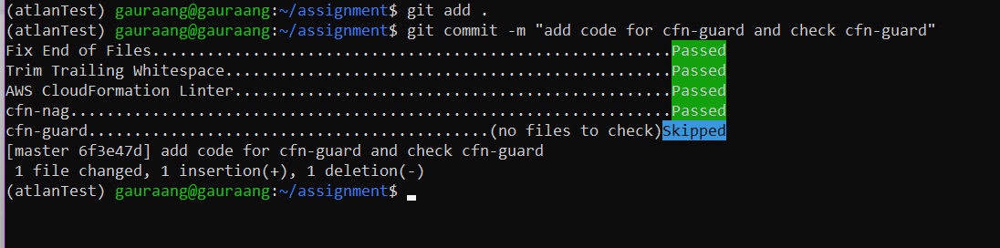 (atlanTest) gauraang@gauraang:~/assignment$ git add .
(atlanTest) gauraang@gauraang:~/assignment$ git commit -m "add code for cfn-guard and check cfn-guard"
Fix End of Files.........................................................Passed
Trim Trailing Whitespace.................................................Passed
AWS CloudFormation Linter................................................Passed
cfn-nag..................................................................Passed
cfn-guard............................................(no files to check)Skipped
[master 6f3e47d] add code for cfn-guard and check cfn-guard
 1 file changed, 1 insertion(+), 1 deletion(-)
(atlanTest) gauraang@gauraang:~/assignment$